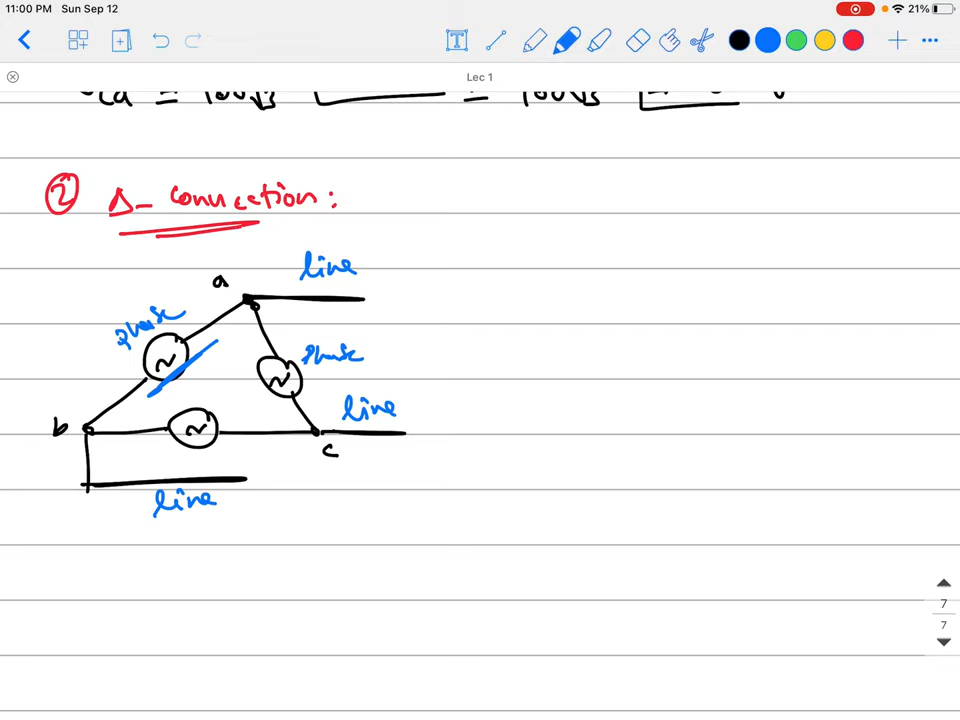 11:00 PM Sun Sep 12
21%
Lec 1
② Δ- connection:
a
line
phase
phase
line
b
c
line
7
7